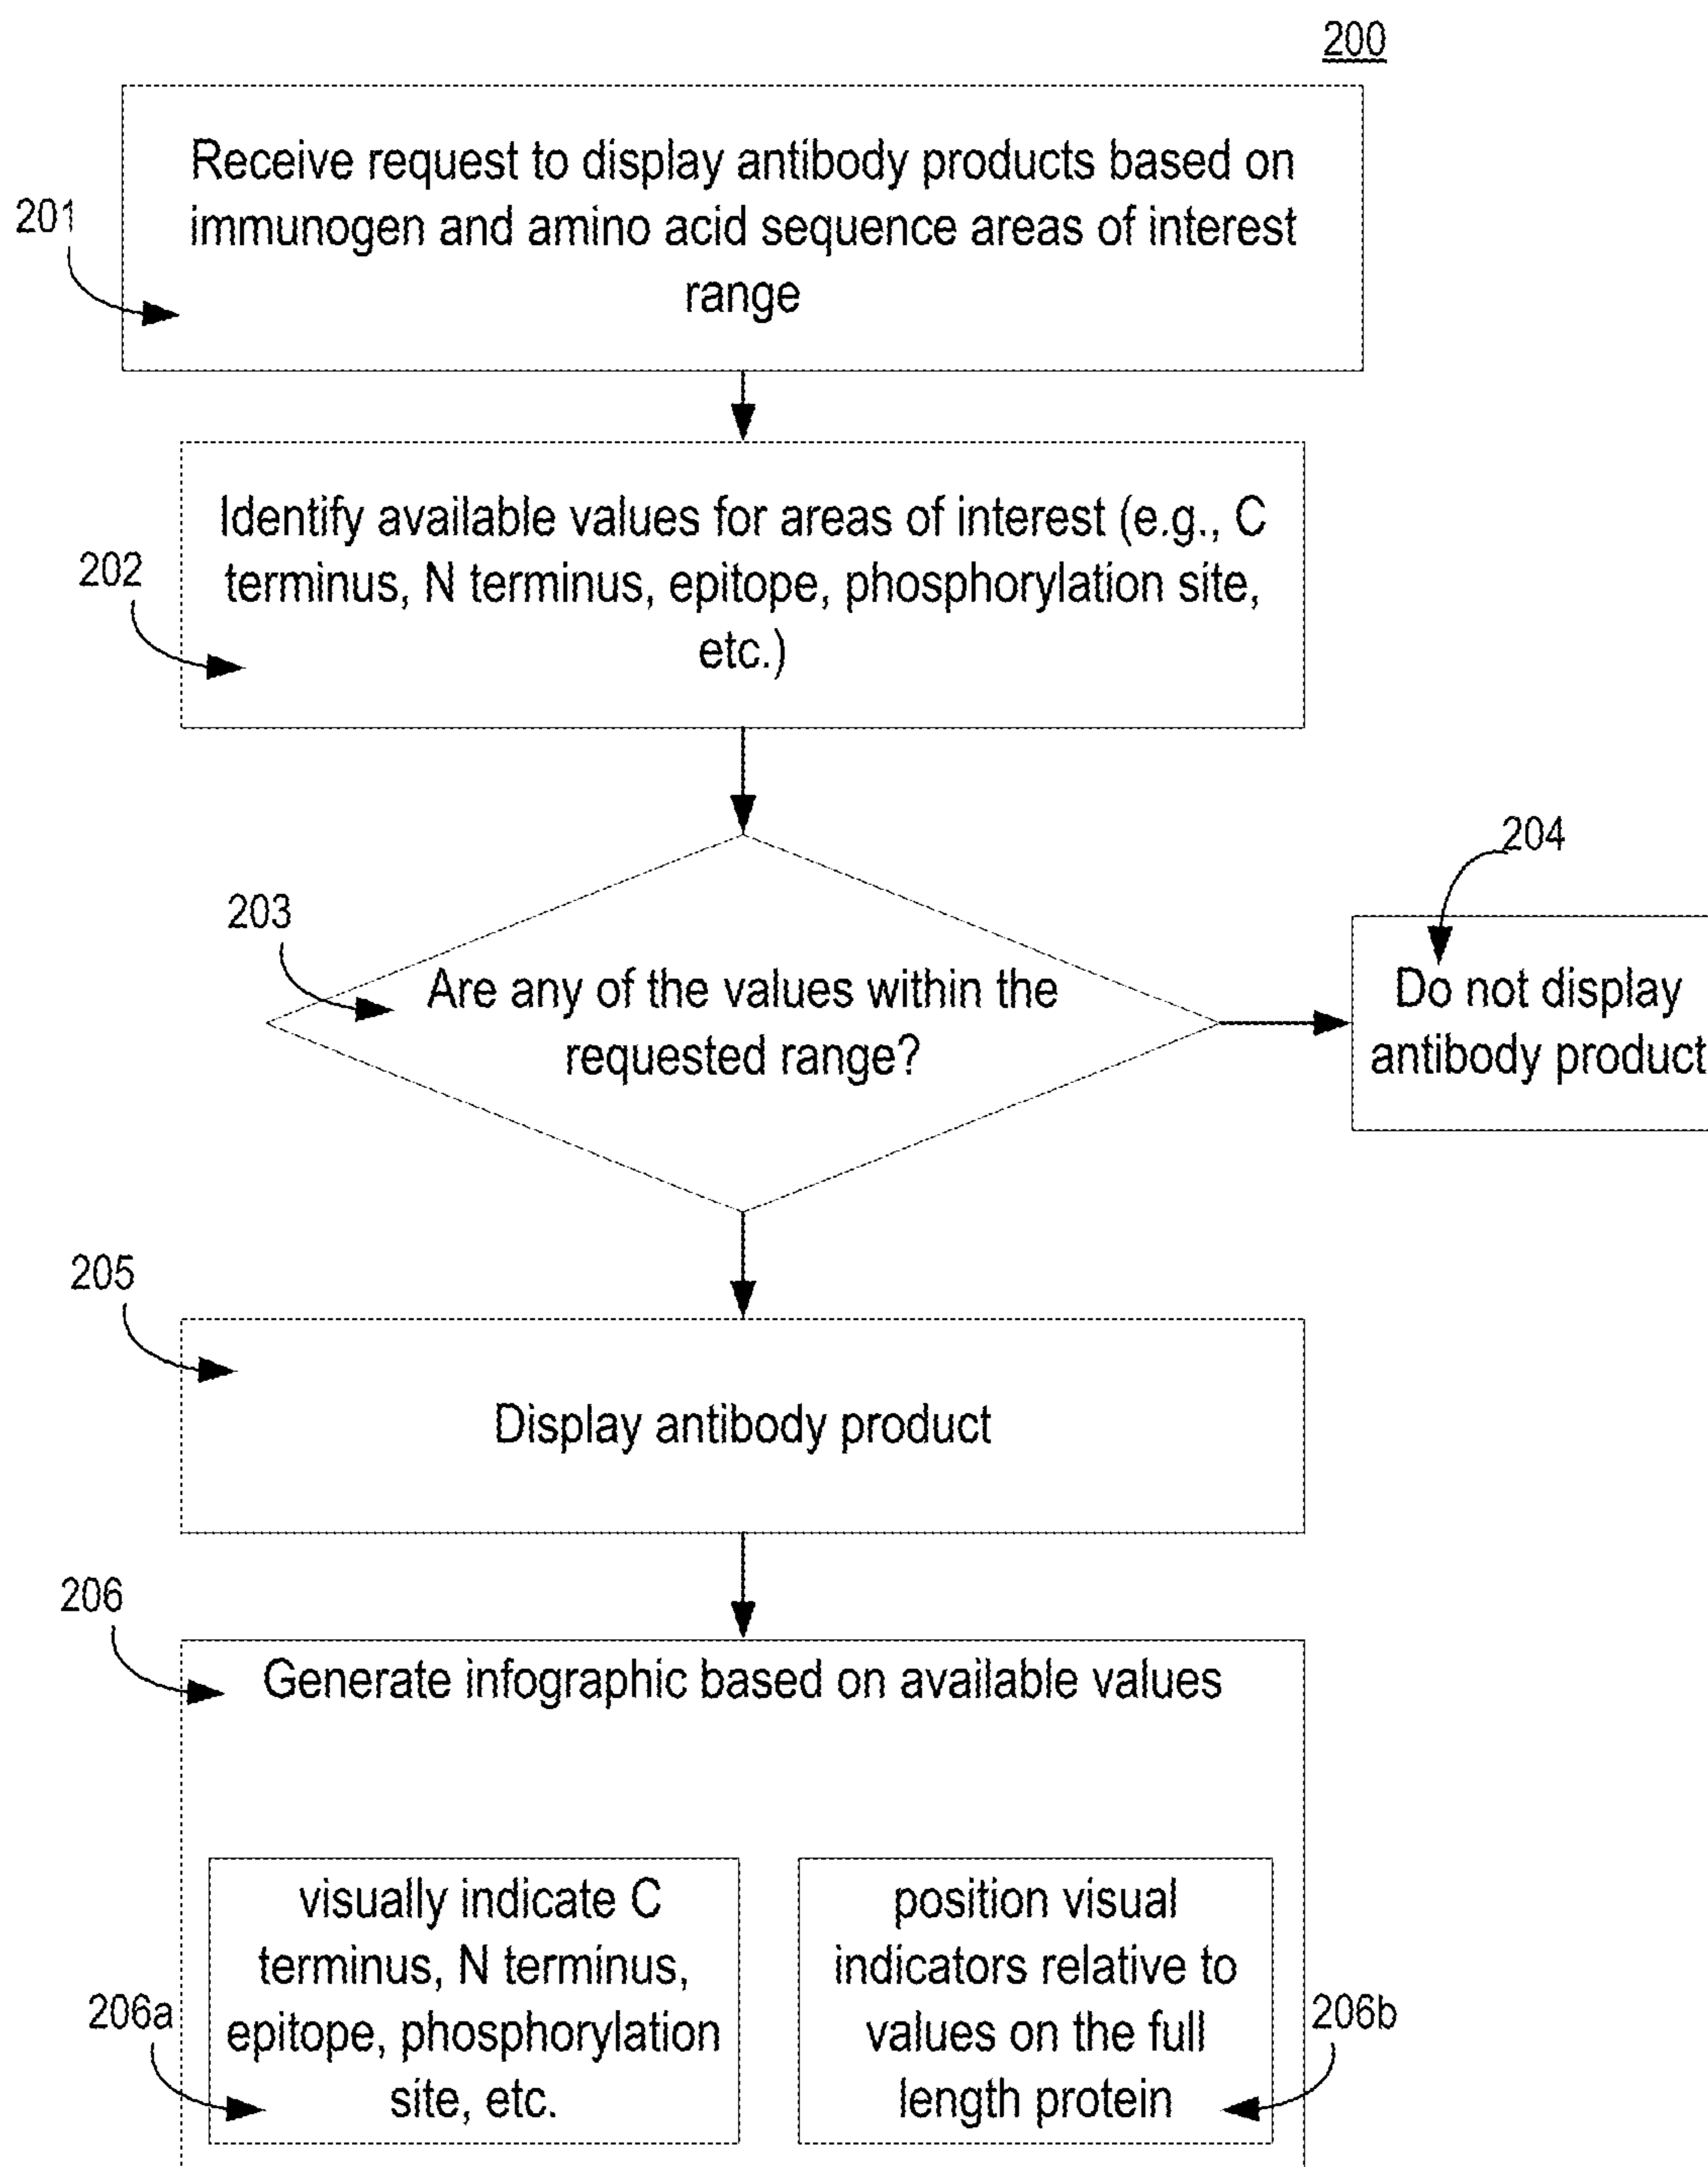 200
Receive request to display antibody products based on
immunogen and amino acid sequence areas of interest
range
201
Identify available values for areas of interest (e.g., C
terminus, N terminus, epitope, phosphorylation site,
etc.)
202
203
Are any of the values within the
requested range?
204
Do not display
antibody product
205
Display antibody product
206
Generate infographic based on available values
visually indicate C
terminus, N terminus,
epitope, phosphorylation
site, etc.
206a
position visual
indicators relative to
values on the full
length protein
206b